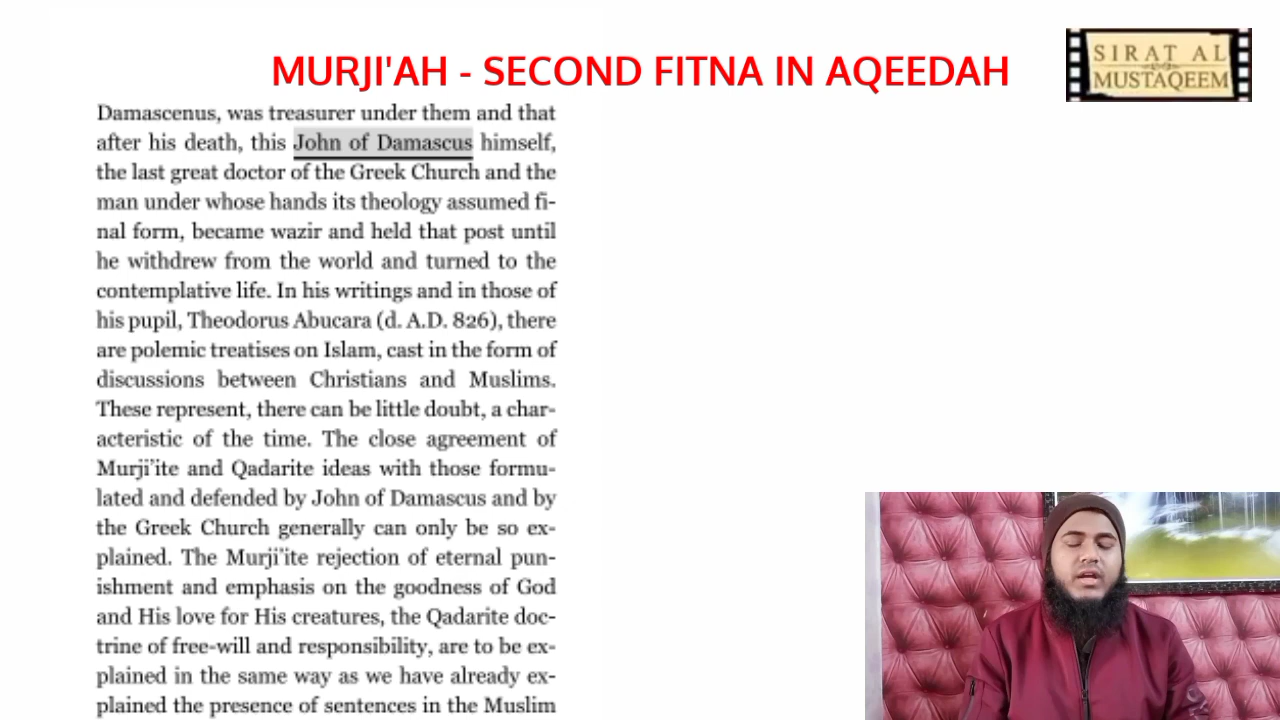 MURJI'AH - SECOND FITNA IN AQEEDAH
SIRAT AL
MUSTAQEEM
Damascenus, was treasurer under them and that
after his death, this John of Damascus himself,
the last great doctor of the Greek Church and the
man under whose hands its theology assumed fi-
nal form, became wazir and held that post until
he withdrew from the world and turned to the
contemplative life. In his writings and in those of
his pupil, Theodorus Abucara (d. A.D. 826), there
are polemic treatises on Islam, cast in the form of
discussions between Christians and Muslims.
These represent, there can be little doubt, a char-
acteristic of the time. The close agreement of
Murji'ite and Qadarite ideas with those formu-
lated and defended by John of Damascus and by
the Greek Church generally can only be so ex-
plained. The Murji'ite rejection of eternal pun-
ishment and emphasis on the goodness of God
and His love for His creatures, the Qadarite doc-
trine of free-will and responsibility, are to be ex-
plained in the same way as we have already ex-
plained the presence of sentences in the Muslim